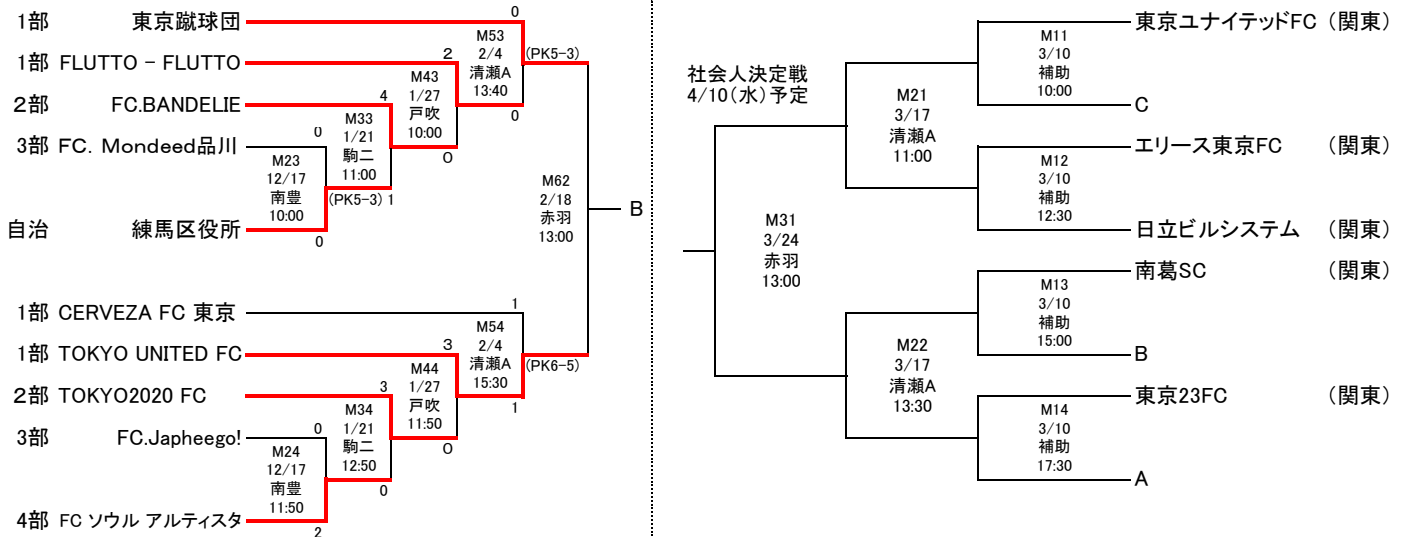 1部 東京蹴球団
0
M53
2/4
清瀬A
13:40
(PK5-3)
1部 FLUTTO - FLUTTO
2
M43
1/27
戸吹
10:00
0
2部 FC.BANDELIE
4
M33
1/21
駒二
11:00
0
3部 FC. Mondeed品川
0
M23
12/17
南豊
10:00
(PK5-3) 1
自治 練馬区役所
0
M62
2/18
赤羽
13:00
B
1部 CERVEZA FC 東京
1
M54
2/4
清瀬A
15:30
(PK6-5)
1部 TOKYO UNITED FC
3
M44
1/27
戸吹
11:50
1
2部 TOKYO2020 FC
3
M34
1/21
駒二
12:50
0
3部 FC.Japheego!
0
M24
12/17
南豊
11:50
0
4部 FC ソウル アルティスタ
2
社会人決定戦
4/10(水)予定
M31
3/24
赤羽
13:00
M21
3/17
清瀬A
11:00
M22
3/17
清瀬A
13:30
東京ユナイテッドFC (関東)
M11
3/10
補助
10:00
C
エリース東京FC (関東)
M12
3/10
補助
12:30
日立ビルシステム (関東)
南葛SC (関東)
M13
3/10
補助
15:00
B
東京23FC (関東)
M14
3/10
補助
17:30
A